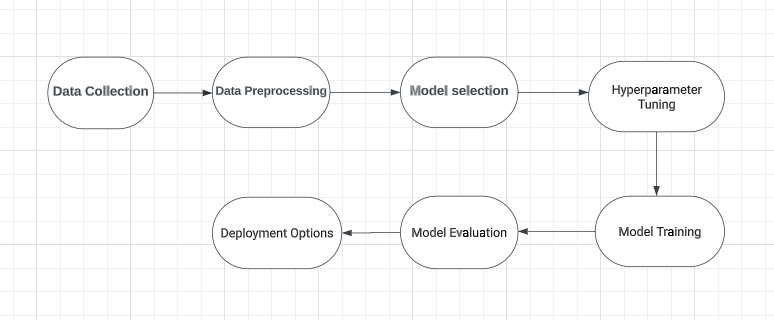 Data Collection
Data Preprocessing
Model selection
Hyperparameter
Tuning
Model Training
Model Evaluation
Deployment Options